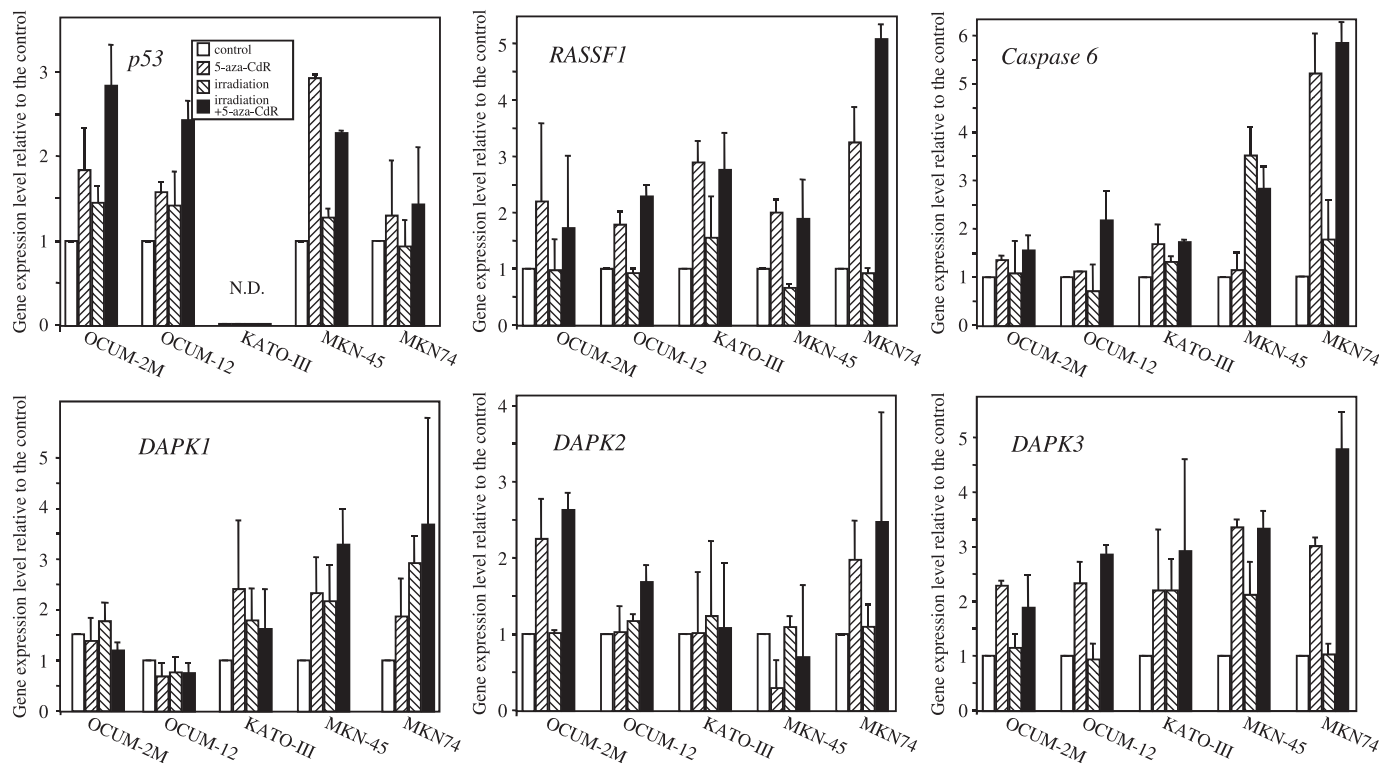 Gene expression level relative to the control
3
2
1
0
p53
control
5-aza-CdR
irradiation
irradiation
+5-aza-CdR
N.D.
OCUM-2M
OCUM-12
KATO-III
MKN-45
MKN74
Gene expression level relative to the control
5
4
3
2
1
0
RASSF1
OCUM-2M
OCUM-12
KATO-III
MKN-45
MKN74
Gene expression level relative to the control
6
5
4
3
2
1
0
Caspase 6
OCUM-2M
OCUM-12
KATO-III
MKN-45
MKN74
Gene expression level relative to the control
5
4
3
2
1
0
DAPK1
OCUM-2M
OCUM-12
KATO-III
MKN-45
MKN74
Gene expression level relative to the control
4
3
2
1
0
DAPK2
OCUM-2M
OCUM-12
KATO-III
MKN-45
MKN74
Gene expression level relative to the control
5
4
3
2
1
0
DAPK3
OCUM-2M
OCUM-12
KATO-III
MKN-45
MKN74